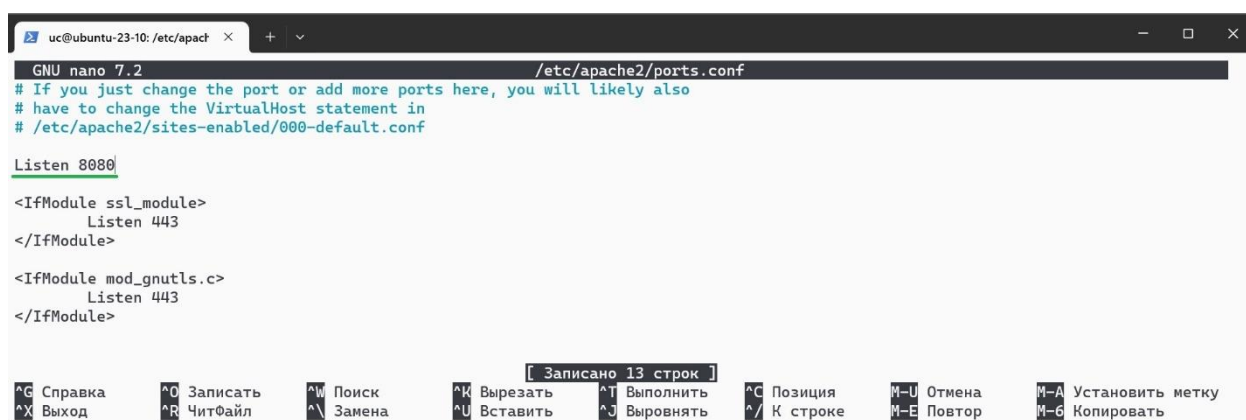 uc@ubuntu-23-10: /etc/apach
GNU nano 7.2 /etc/apache2/ports.conf
# If you just change the port or add more ports here, you will likely also
# have to change the VirtualHost statement in
# /etc/apache2/sites-enabled/000-default.conf
Listen 8080
<IfModule ssl_module>
Listen 443
</IfModule>
<IfModule mod_gnutls.c>
Listen 443
</IfModule>
[ Записано 13 строк ]
^G Справка ^O Записать ^W Поиск ^K Вырезать ^T Выполнить ^C Позиция M-U Отмена M-A Установить метку
^X Выход ^R ЧитФайл ^\ Замена ^U Вставить ^J Выровнять ^/ К строке M-E Повтор M-6 Копировать